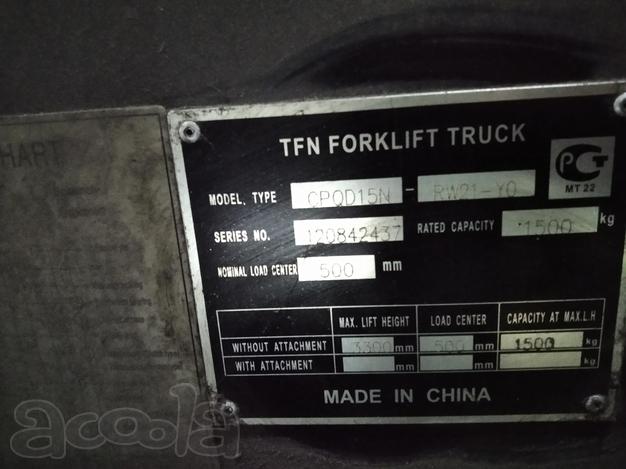 HART
TFN FORKLIFT TRUCK
PCT
MT 22
MODEL, TYPE CPQD15N - RW21-Y0
SERIES NO. 120842437 RATED CAPACITY 1500 kg
NOMINAL LOAD CENTER 500 mm
MAX. LIFT HEIGHT LOAD CENTER CAPACITY AT MAX.L.H
WITHOUT ATTACHMENT 3300 mm 500 mm 1500 kg
WITH ATTACHMENT mm mm kg
MADE IN CHINA
acoola